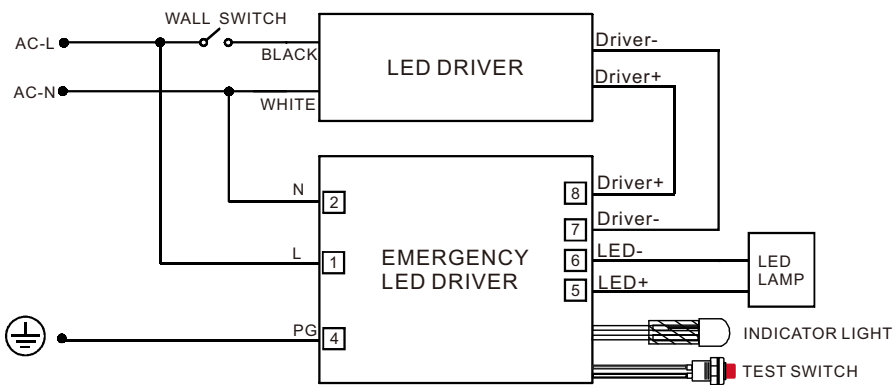 WALL SWITCH
AC-L
BLACK
AC-N
WHITE
LED DRIVER
Driver-
Driver+
N
2
L
1
PG
4
EMERGENCY
LED DRIVER
8
Driver+
7
Driver-
6
LED-
5
LED+
LED
LAMP
INDICATOR LIGHT
TEST SWITCH